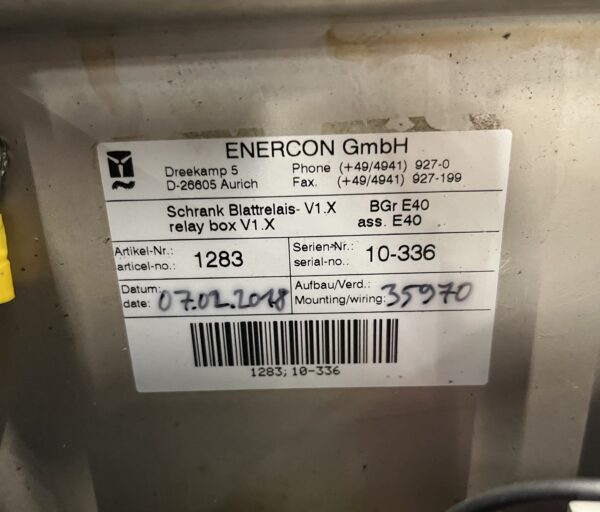 ENERCON GmbH
Dreekamp 5 Phone (+49/4941) 927-0
D-26605 Aurich Fax. (+49/4941) 927-199
Schrank Blattrelais- V1.X BGr E40
relay box V1.X ass. E40
Artikel-Nr.: Serien-Nr.:
articel-no.: 1283 serial-no.: 10-336
Datum: Aufbau/Verd.:
date: 07.02.2018 Mounting/wiring: 35970
1283; 10-336